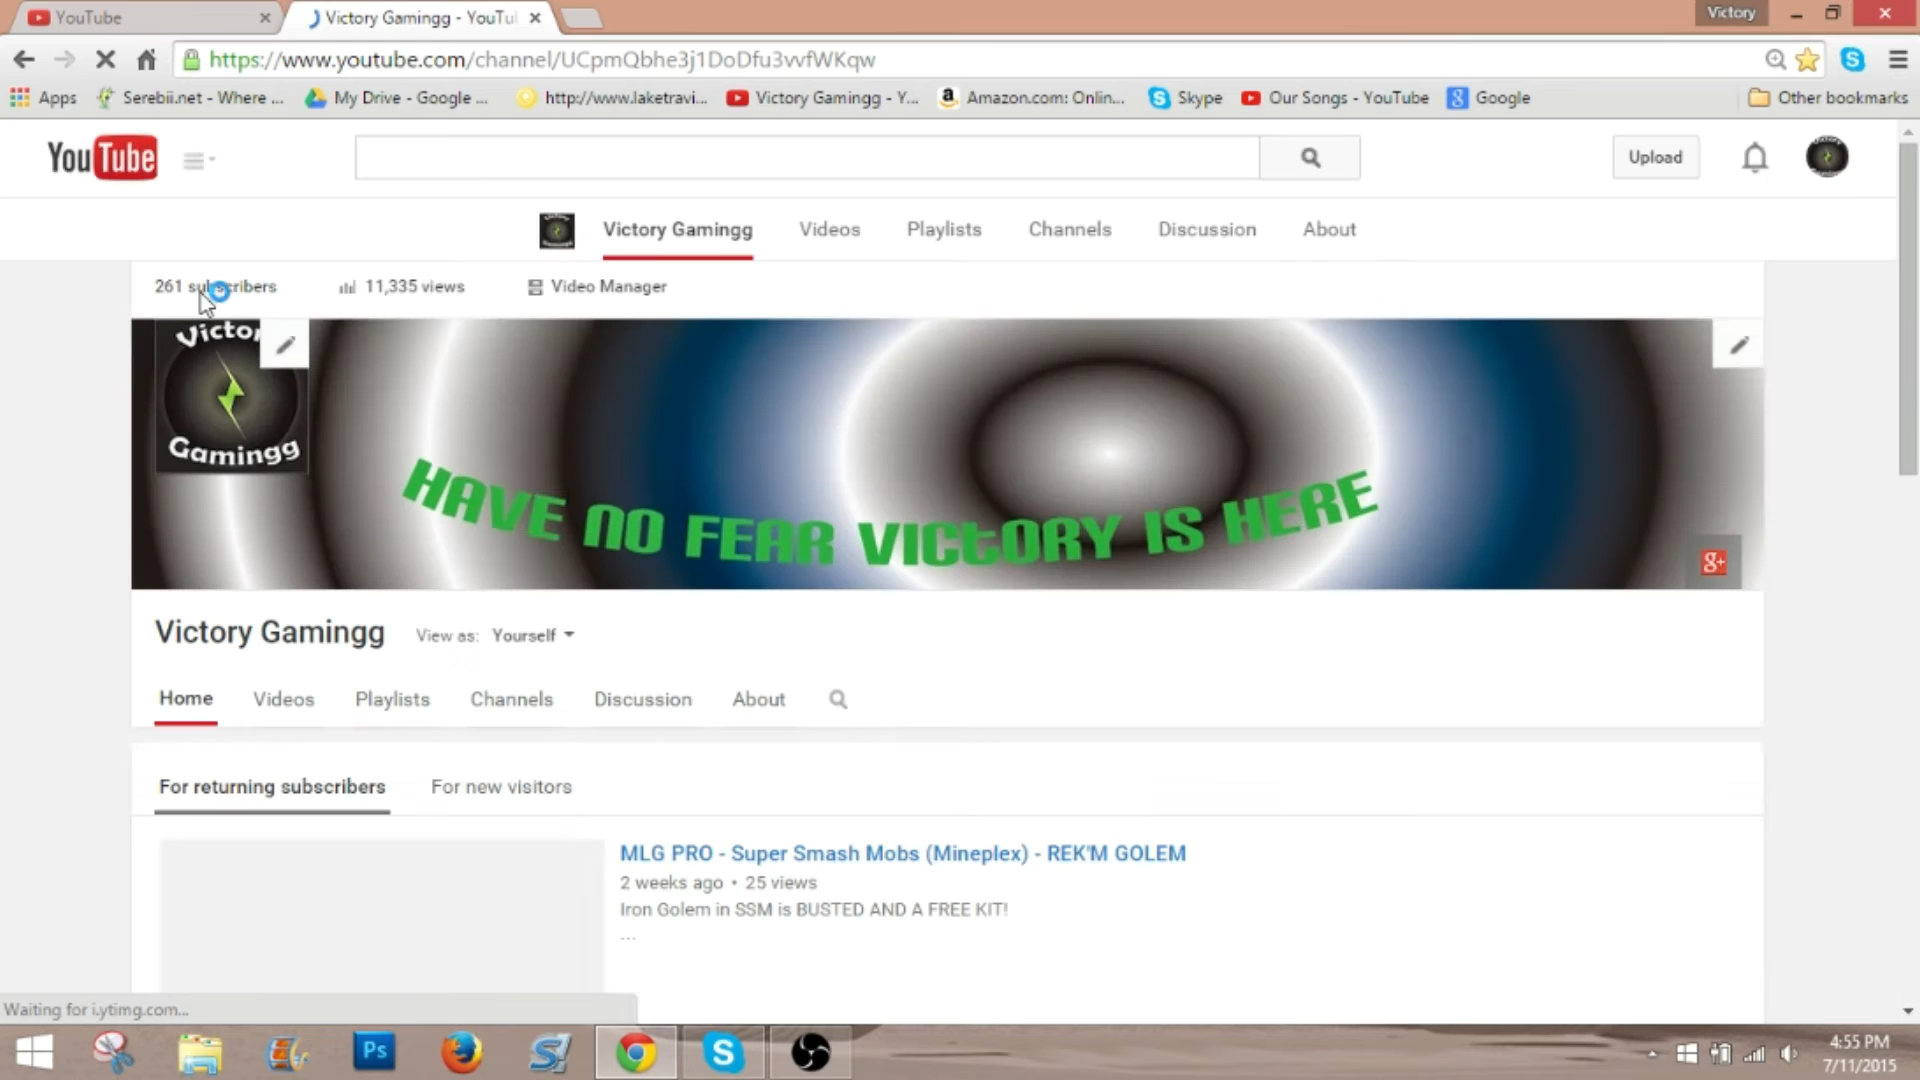 YouTube
Victory Gamingg - YouTu
Victory
https://www.youtube.com/channel/UCpmQbhe3j1DoDfu3vvfWKqw
Apps
Serebii.net - Where ...
My Drive - Google ...
http://www.laketravi...
Victory Gamingg - Y...
Amazon.com: Onlin...
Skype
Our Songs - YouTube
Google
Other bookmarks
YouTube
Upload
Victory Gamingg
Videos
Playlists
Channels
Discussion
About
261 subscribers
11,335 views
Video Manager
Victor
Gamingg
HAVE NO FEAR VICTORY IS HERE
g+
Victory Gamingg
View as: Yourself
Home
Videos
Playlists
Channels
Discussion
About
For returning subscribers
For new visitors
MLG PRO - Super Smash Mobs (Mineplex) - REK'M GOLEM
2 weeks ago • 25 views
Iron Golem in SSM is BUSTED AND A FREE KIT!
...
Waiting for i.ytimg.com...
Ps
4:55 PM
7/11/2015